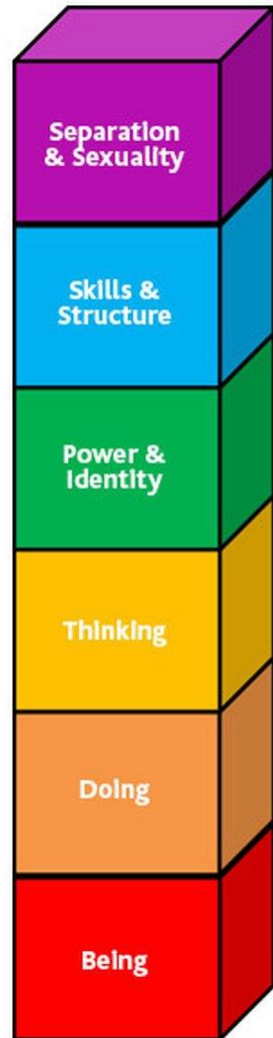 Separation
& Sexuality
Skills &
Structure
Power &
Identity
Thinking
Doing
Being